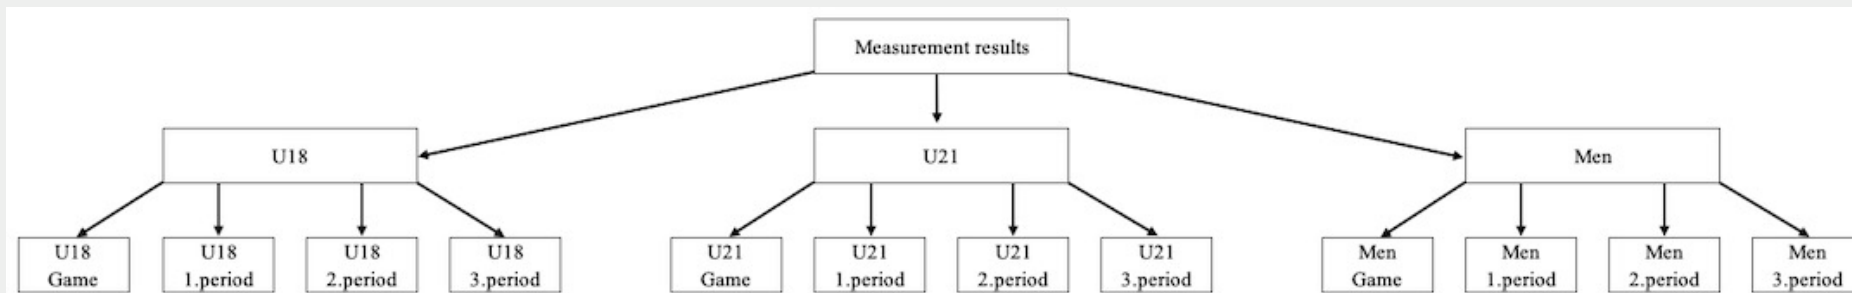 Measurement results
U18
U21
Men
U18
Game
U18
1.period
U18
2.period
U18
3.period
U21
Game
U21
1.period
U21
2.period
U21
3.period
Men
Game
Men
1.period
Men
2.period
Men
3.period